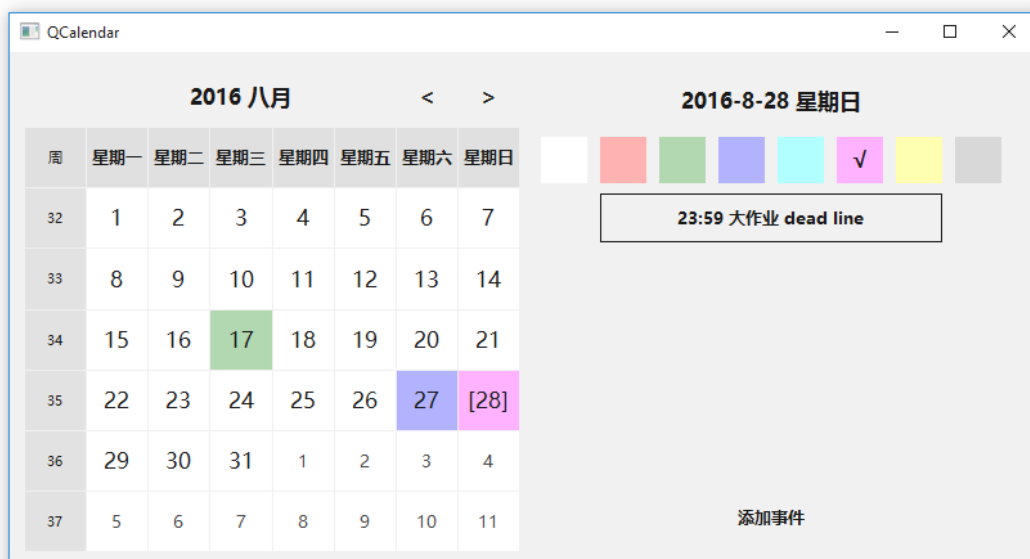 QCalendar
2016 八月 < >
周 星期一 星期二 星期三 星期四 星期五 星期六 星期日
32 1 2 3 4 5 6 7
33 8 9 10 11 12 13 14
34 15 16 17 18 19 20 21
35 22 23 24 25 26 27 [28]
36 29 30 31 1 2 3 4
37 5 6 7 8 9 10 11
2016-8-28 星期日
√
23:59 大作业 dead line
添加事件